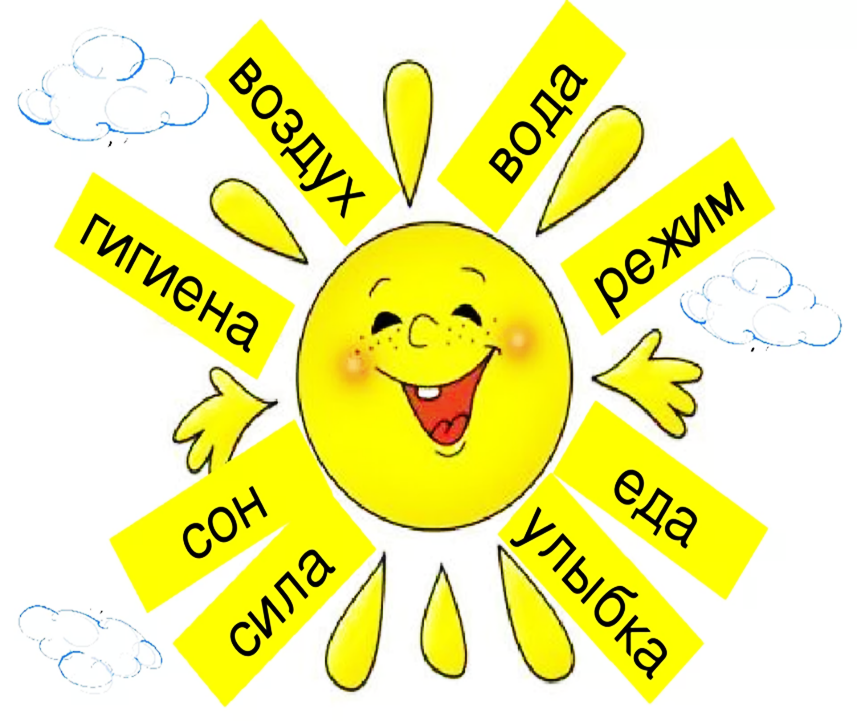 воздух
вода
гигиена
режим
сон
еда
сила
улыбка